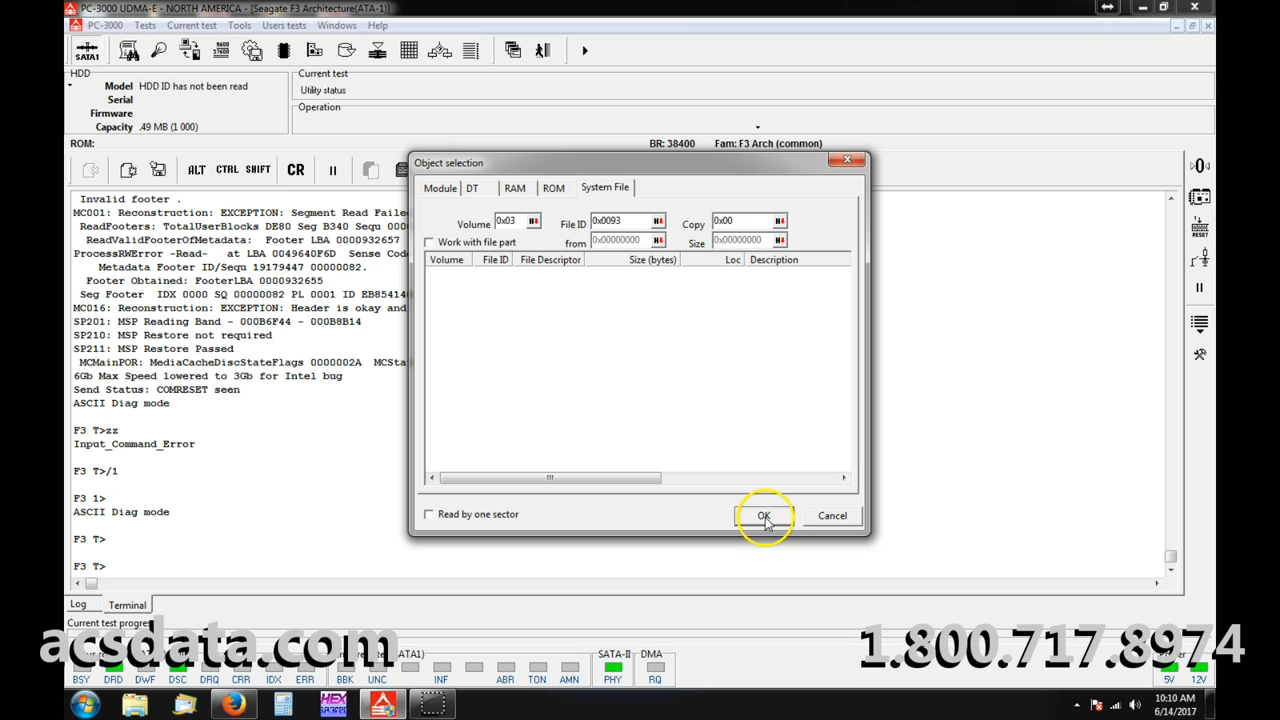 PC-3000 UDMA-E - NORTH AMERICA - [Seagate F3 Architecture(ATA-1)]
PC-3000 Tests Current test Tools Users tests Windows Help
SATA1
HDD
Model HDD ID has not been read
Serial
Firmware
Capacity .49 MB (1 000)
Current test
Utility status
Operation
ROM: BR: 38400 Fam: F3 Arch (common)
ALT CTRL SHIFT CR
RESET
Invalid footer .
MC001: Reconstruction: EXCEPTION: Segment Read Failed
ReadFooters: TotalUserBlocks DE80 Seg B340 Sequ 0000
ReadValidFooterOfMetadata: Footer LBA 0000932657
ProcessRWError -Read- at LBA 0049640F6D Sense Code
Metadata Footer ID/Sequ 19179447 00000082.
Footer Obtained: FooterLBA 0000932655
Seg Footer IDX 0000 SQ 00000082 PL 0001 ID EB85414
MC016: Reconstruction: EXCEPTION: Header is okay and
SP201: MSP Reading Band - 000B6F44 - 000B8B14
SP210: MSP Restore not required
SP211: MSP Restore Passed
MCMainPOR: MediaCacheDiscStateFlags 0000002A MCSta
6Gb Max Speed lowered to 3Gb for Intel bug
Send Status: COMRESET seen
ASCII Diag mode
F3 T>zz
Input_Command_Error
F3 T>/1
F3 1>
ASCII Diag mode
F3 T>
F3 T>
Object selection
Module DT RAM ROM System File
Volume 0x03 File ID 0x0093 Copy 0x00
Work with file part from 0x00000000 Size 0x00000000
Volume File ID File Descriptor Size (bytes) Loc Description
Read by one sector OK Cancel
Log Terminal
Current test progres
acsdata.com 1.800.717.8974
SATA1) SATA-II DMA
BSY DRD DWF DSC DRQ CRR IDX ERR BBK UNC INF ABR TON AMN PHY RQ 5V 12V
HEX
10:10 AM
6/14/2017